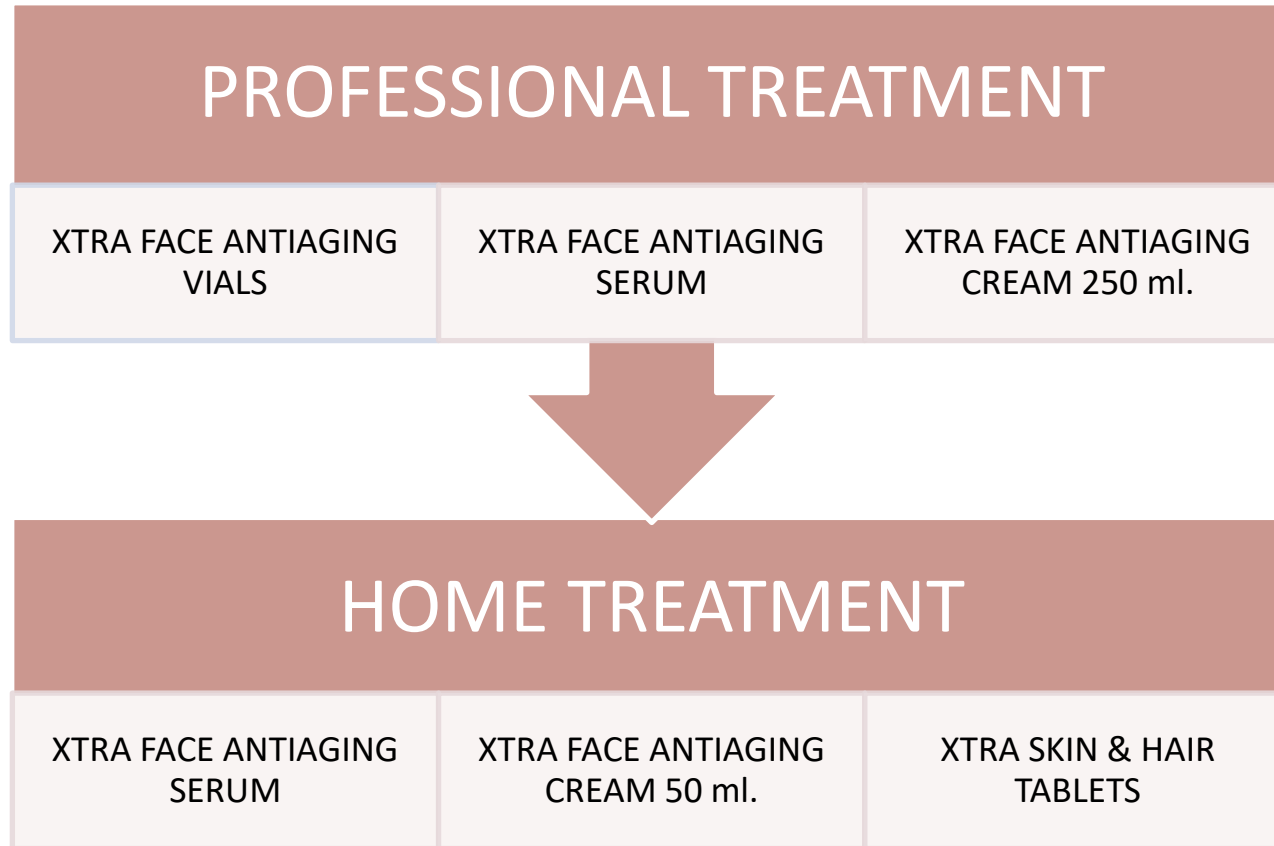 PROFESSIONAL TREATMENT
XTRA FACE ANTIAGING
VIALS
XTRA FACE ANTIAGING
SERUM
XTRA FACE ANTIAGING
CREAM 250 ml.
HOME TREATMENT
XTRA FACE ANTIAGING
SERUM
XTRA FACE ANTIAGING
CREAM 50 ml.
XTRA SKIN & HAIR
TABLETS